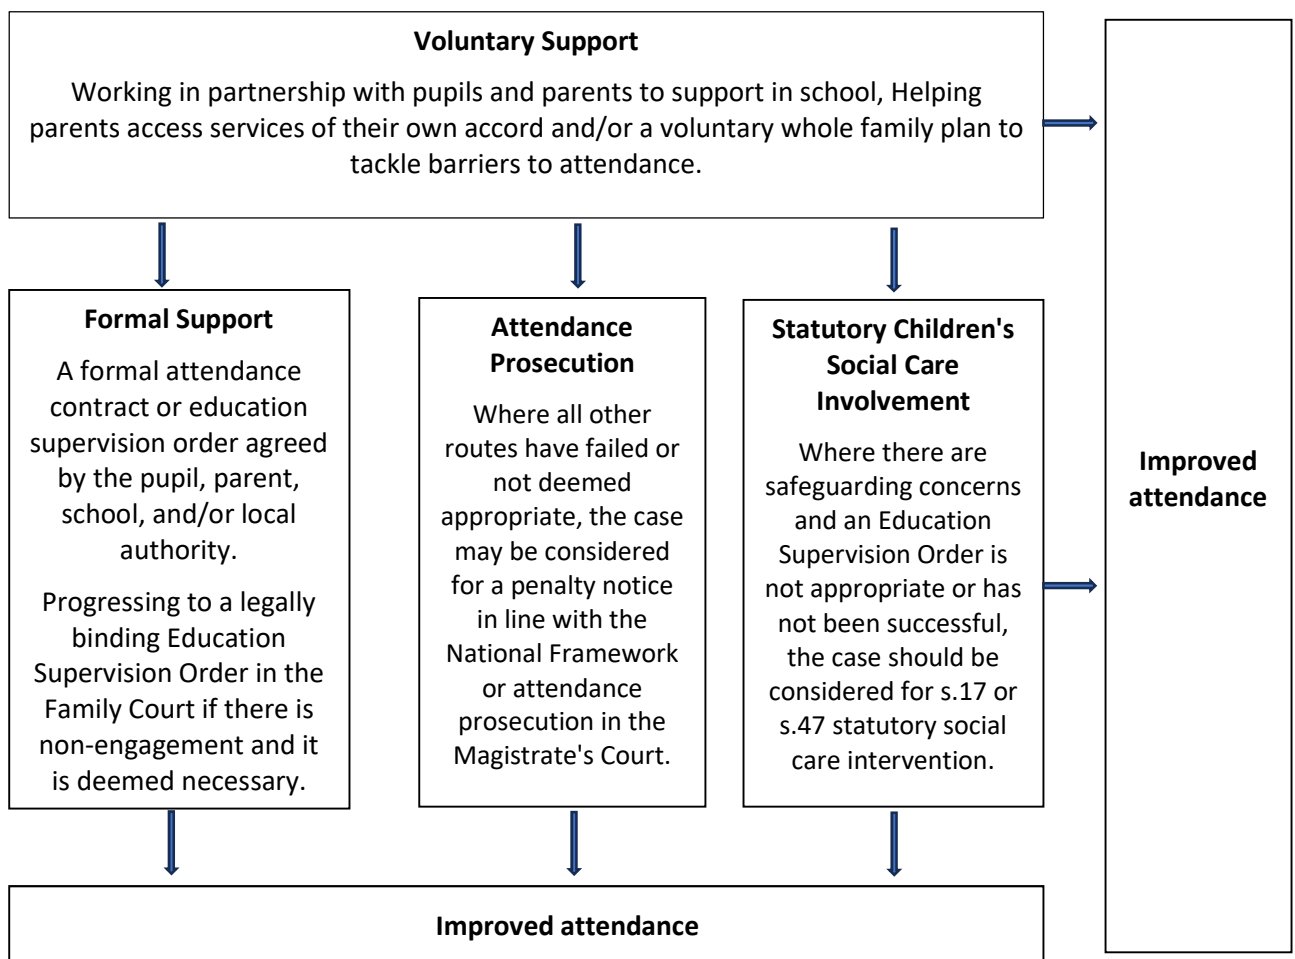 Voluntary Support
Working in partnership with pupils and parents to support in school, Helping
parents access services of their own accord and/or a voluntary whole family plan to
tackle barriers to attendance.
Formal Support
A formal attendance
contract or education
supervision order agreed
by the pupil, parent,
school, and/or local
authority.
Progressing to a legally
binding Education
Supervision Order in the
Family Court if there is
non-engagement and it
is deemed necessary.
Attendance
Prosecution
Where all other
routes have failed or
not deemed
appropriate, the case
may be considered
for a penalty notice
in line with the
National Framework
or attendance
prosecution in the
Magistrate's Court.
Statutory Children's
Social Care
Involvement
Where there are
safeguarding concerns
and an Education
Supervision Order is
not appropriate or has
not been successful,
the case should be
considered for s.17 or
s.47 statutory social
care intervention.
Improved
attendance
Improved attendance